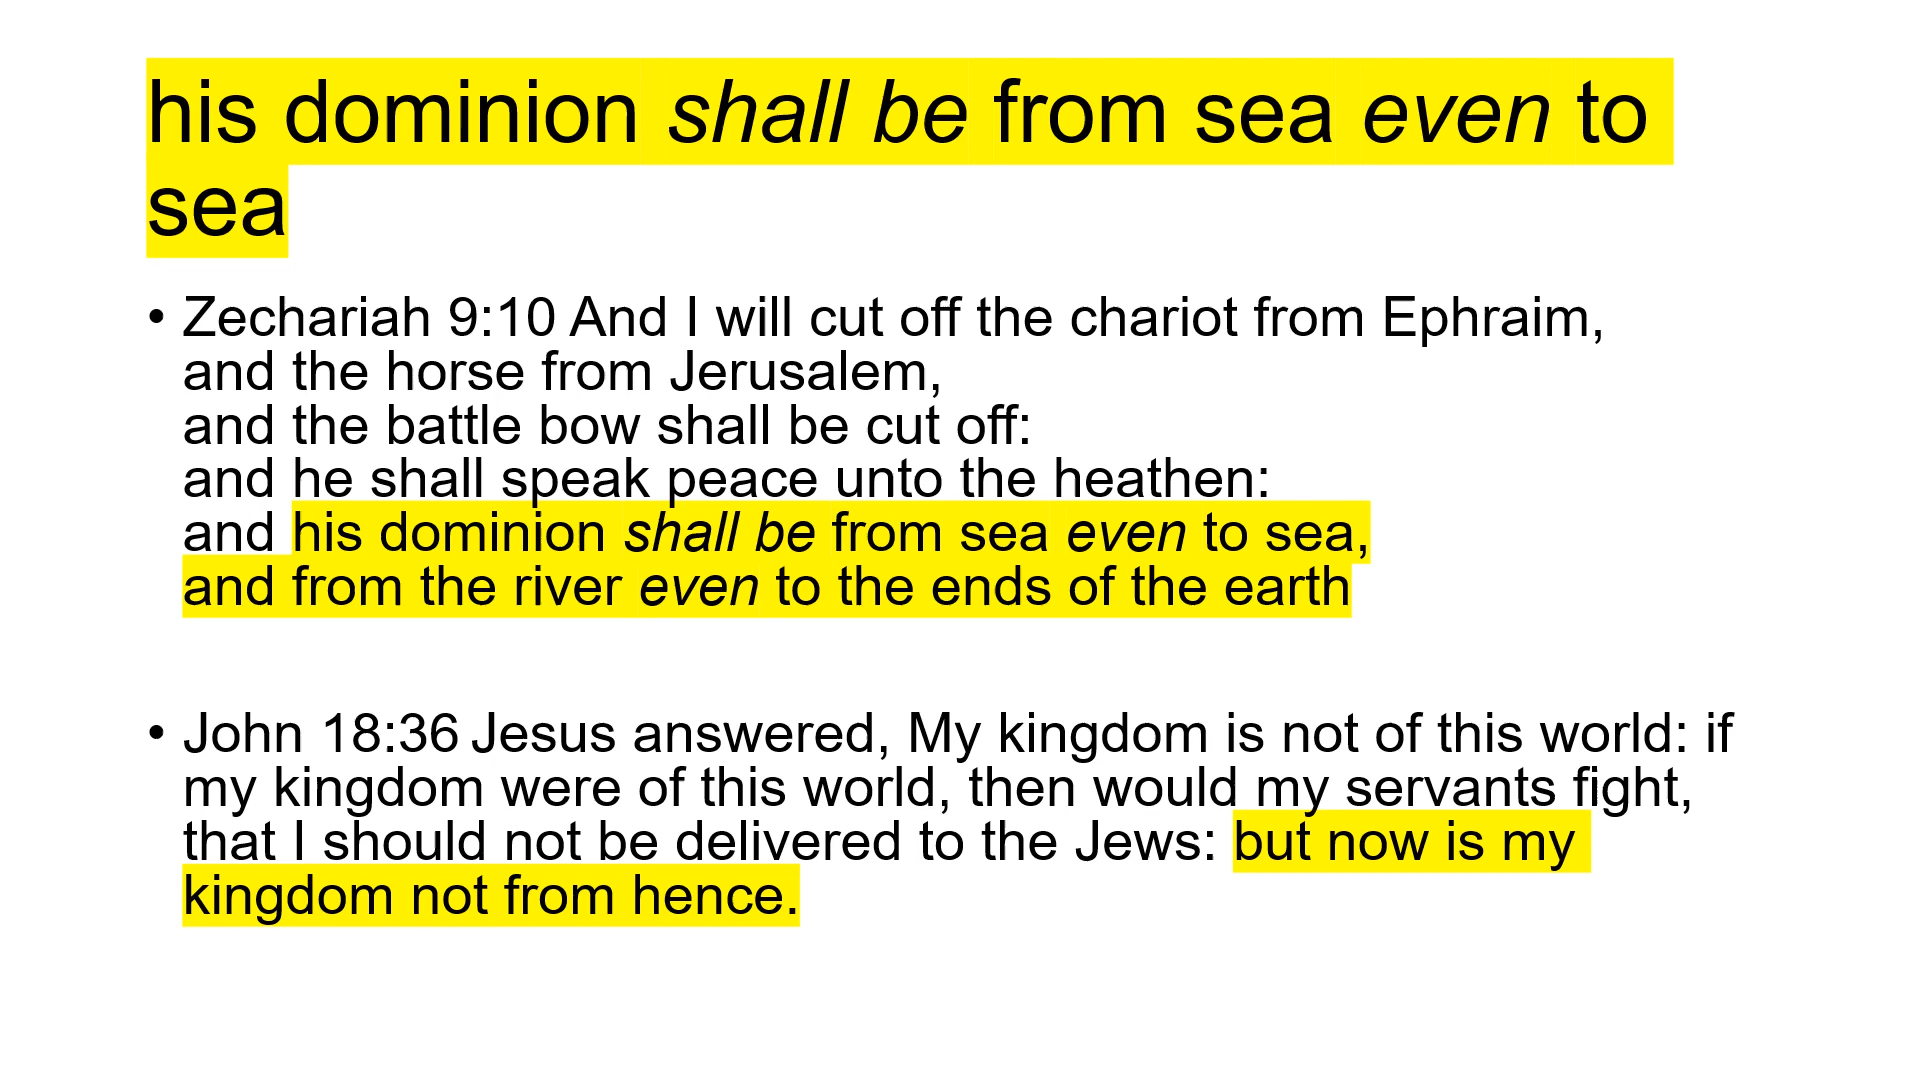 his dominion shall be from sea even to
sea
• Zechariah 9:10 And I will cut off the chariot from Ephraim,
and the horse from Jerusalem,
and the battle bow shall be cut off:
and he shall speak peace unto the heathen:
and his dominion shall be from sea even to sea,
and from the river even to the ends of the earth
• John 18:36 Jesus answered, My kingdom is not of this world: if
my kingdom were of this world, then would my servants fight,
that I should not be delivered to the Jews: but now is my
kingdom not from hence.